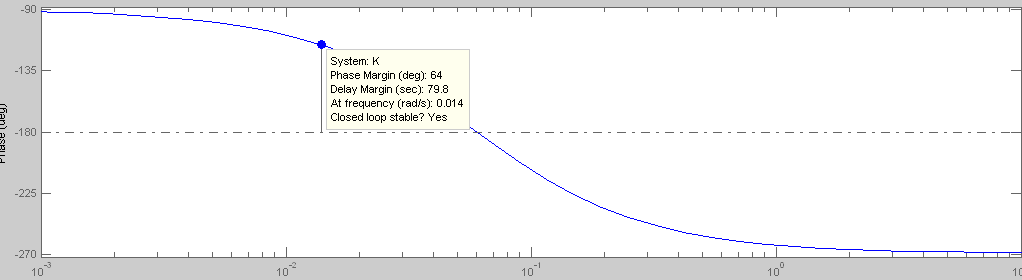 -90
System: K
Phase Margin (deg): 64
Delay Margin (sec): 79.8
At frequency (rad/s): 0.014
Closed loop stable? Yes
-135
-180
-225
-270
Phase (deg)
10^-3
10^-2
10^-1
10^0